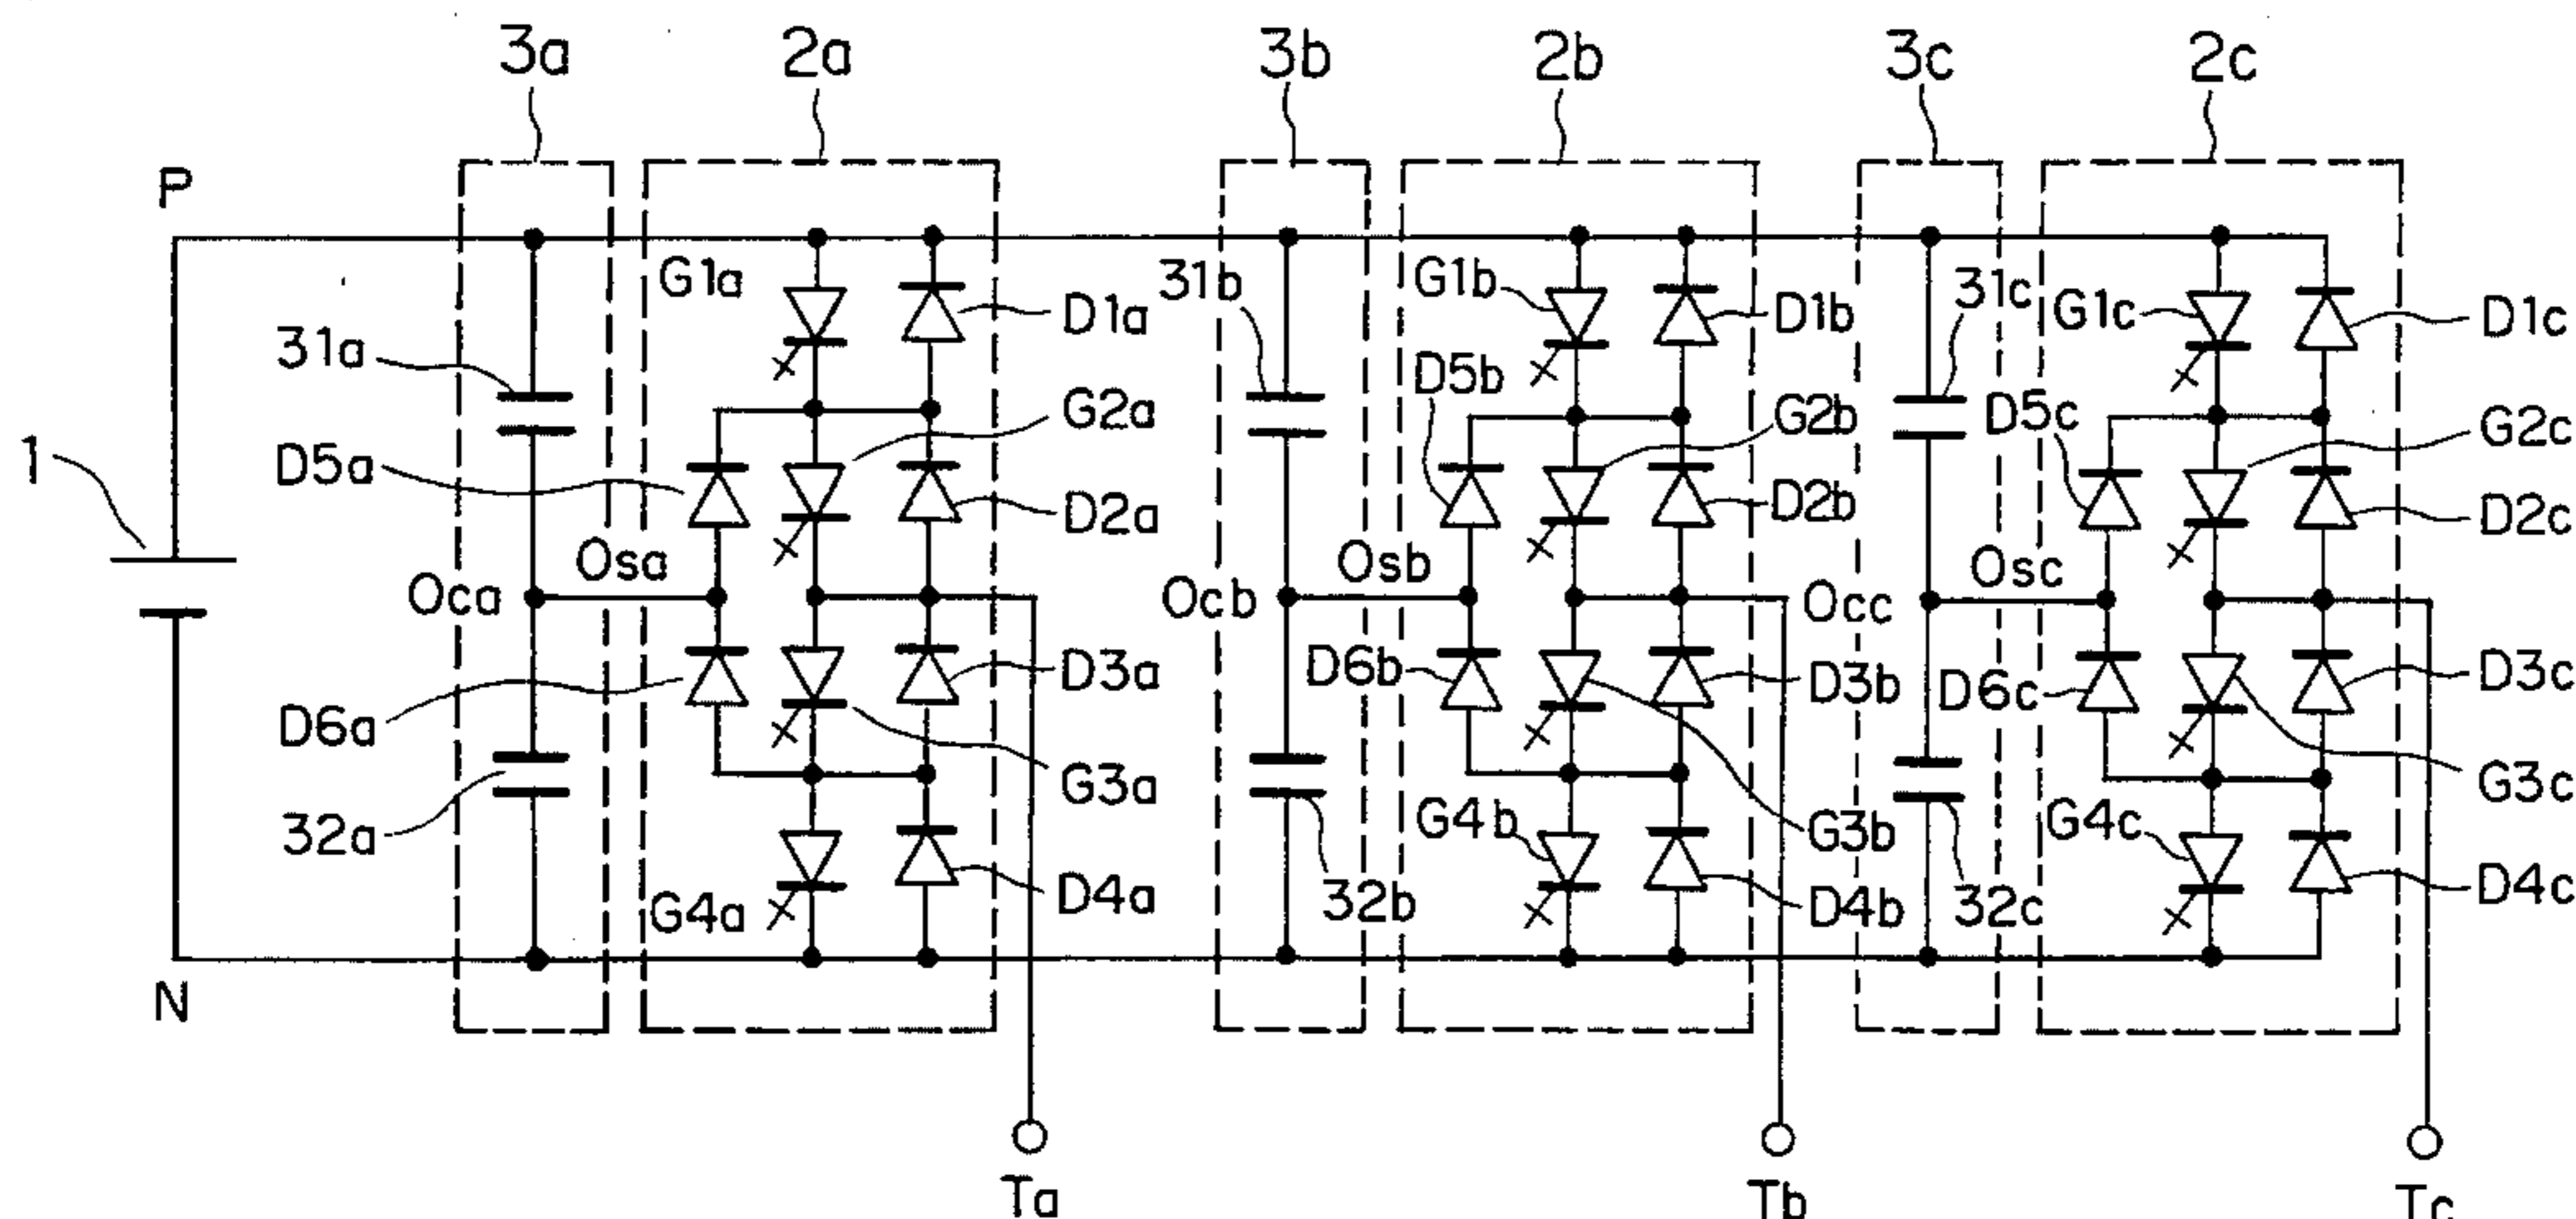 3a 2a 3b 2b 3c 2c
P
G1a 31b G1b 31c G1c
D1a D1b D1c
31a
D5b
G2a G2b D5c G2c
1 D5a
D2a D2b D2c
Osa Osb Osc
Oca Ocb Occ
D3a D6b D3b D6c D3c
D6a
G3a G3c
32a G4b G3b G4c
G4a D4a 32b D4b 32c D4c
N
Ta Tb Tc